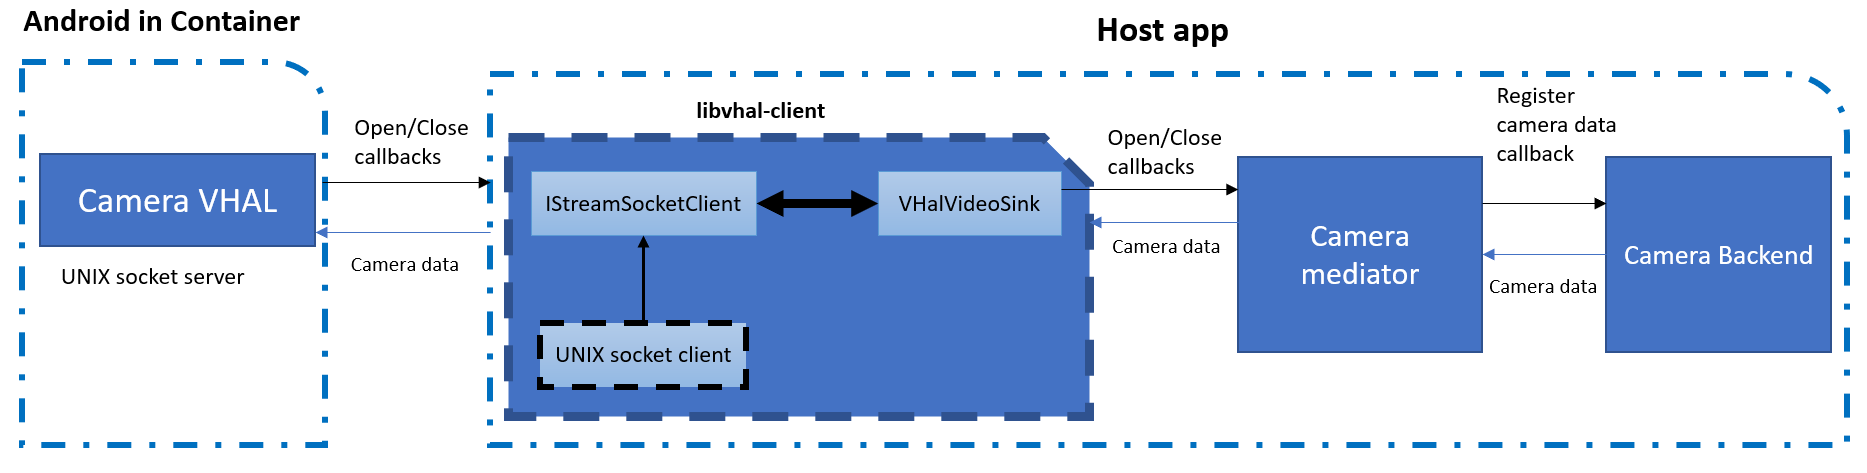 Android in Container
Host app
libvhal-client
Camera VHAL
UNIX socket server
Open/Close
callbacks
Camera data
IStreamSocketClient
VHalVideoSink
UNIX socket client
Open/Close
callbacks
Camera data
Camera
mediator
Register
camera data
callback
Camera data
Camera Backend